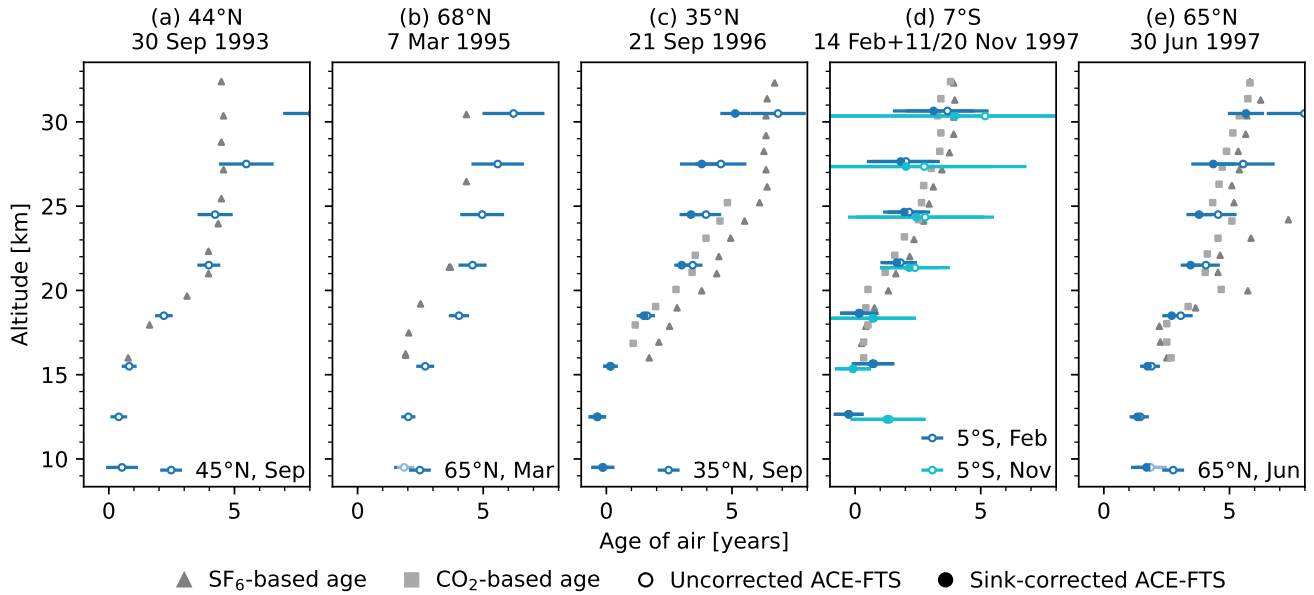 (a) 44°N
30 Sep 1993
(b) 68°N
7 Mar 1995
(c) 35°N
21 Sep 1996
(d) 7°S
14 Feb+11/20 Nov 1997
(e) 65°N
30 Jun 1997
Altitude [km]
30
25
20
15
10
45°N, Sep
65°N, Mar
35°N, Sep
5°S, Feb
5°S, Nov
65°N, Jun
0 5
0 5
0 5
0 5
0 5
Age of air [years]
SF₆-based age
CO₂-based age
Uncorrected ACE-FTS
Sink-corrected ACE-FTS